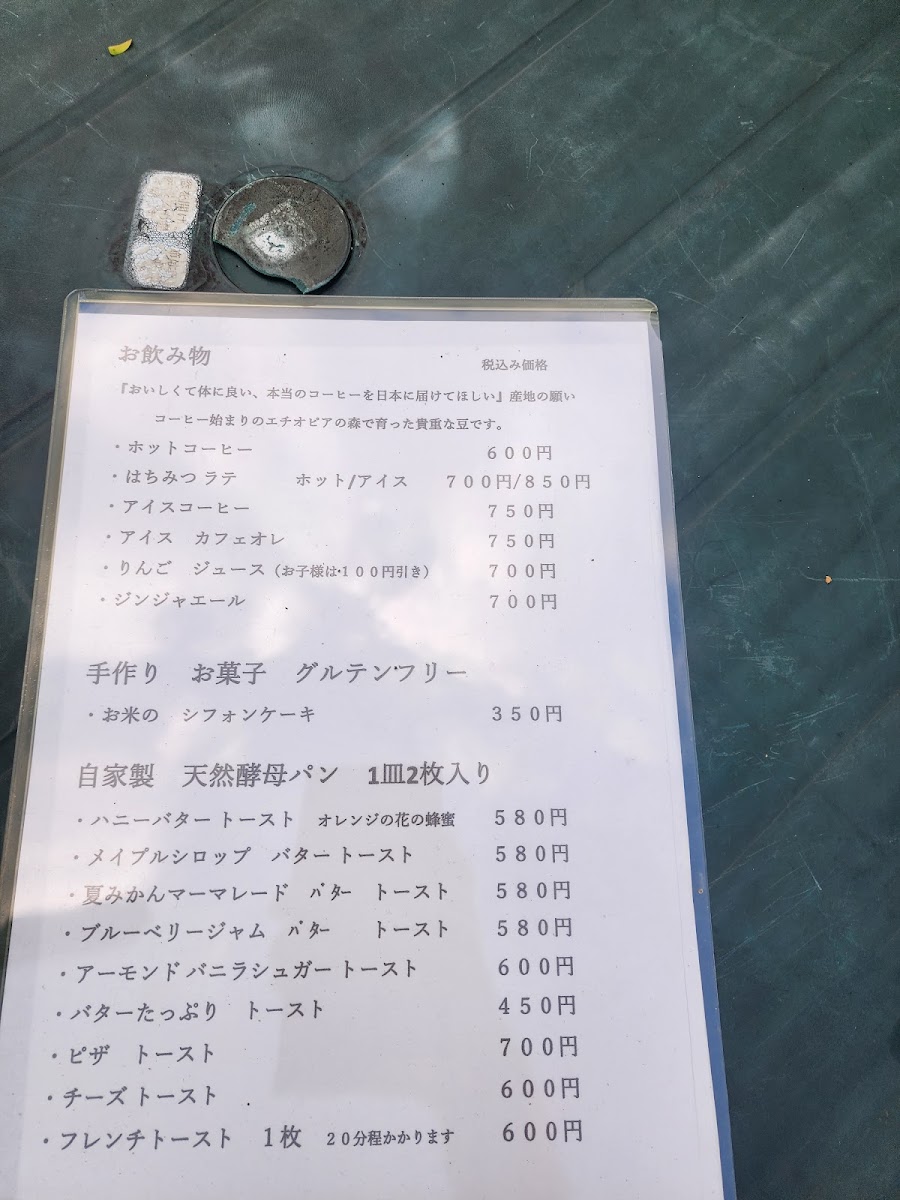 お飲み物 税込み価格
『おいしくて体に良い、本当のコーヒーを日本に届けてほしい』産地の願い
コーヒー始まりのエチオピアの森で育った貴重な豆です。
・ホットコーヒー ６００円
・はちみつ ラテ ホット/アイス ７００円/８５０円
・アイスコーヒー ７５０円
・アイス カフェオレ ７５０円
・りんご ジュース（お子様は･１００円引き） ７００円
・ジンジャエール ７００円
手作り お菓子 グルテンフリー
・お米の シフォンケーキ ３５０円
自家製 天然酵母パン 1皿2枚入り
・ハニーバタートースト オレンジの花の蜂蜜 ５８０円
・メイプルシロップ バタートースト ５８０円
・夏みかんマーマレード ﾊﾞﾀｰ トースト ５８０円
・ブルーベリージャム ﾊﾞﾀｰ トースト ５８０円
・アーモンドバニラシュガートースト ６００円
・バターたっぷり トースト ４５０円
・ピザ トースト ７００円
・チーズトースト ６００円
・フレンチトースト １枚 ２０分程かかります ６００円